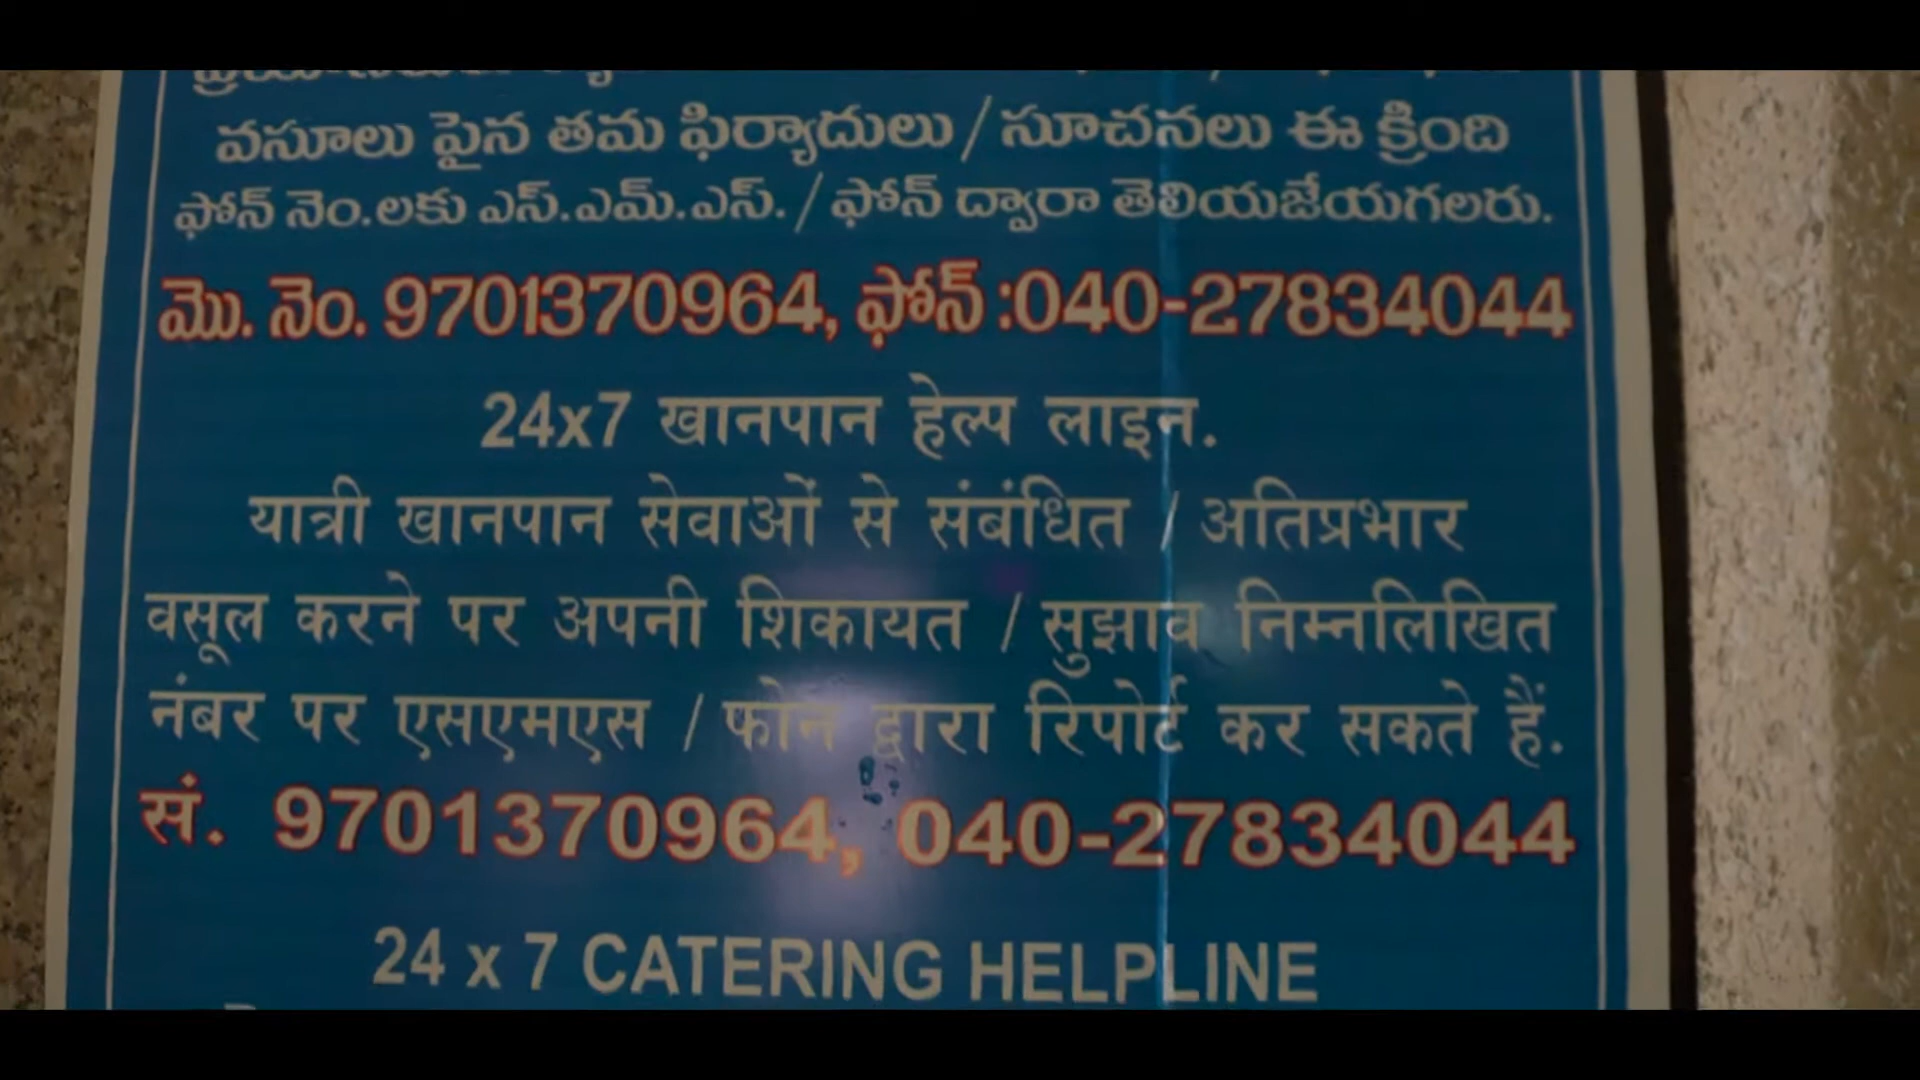 వసూలు పైన తమ ఫిర్యాదులు / సూచనలు ఈ క్రింది
ఫోన్ నెం.లకు ఎస్.ఎమ్.ఎస్. / ఫోన్ ద్వారా తెలియజేయగలరు.
మొ. నెం. 9701370964, ఫోన్ :040-27834044
24x7 खानपान हेल्प लाइन.
यात्री खानपान सेवाओं से संबंधित / अतिप्रभार
वसूल करने पर अपनी शिकायत / सुझाव निम्नलिखित
नंबर पर एसएमएस / फोन द्वारा रिपोर्ट कर सकते हैं.
सं. 9701370964, 040-27834044
24 x 7 CATERING HELPLINE